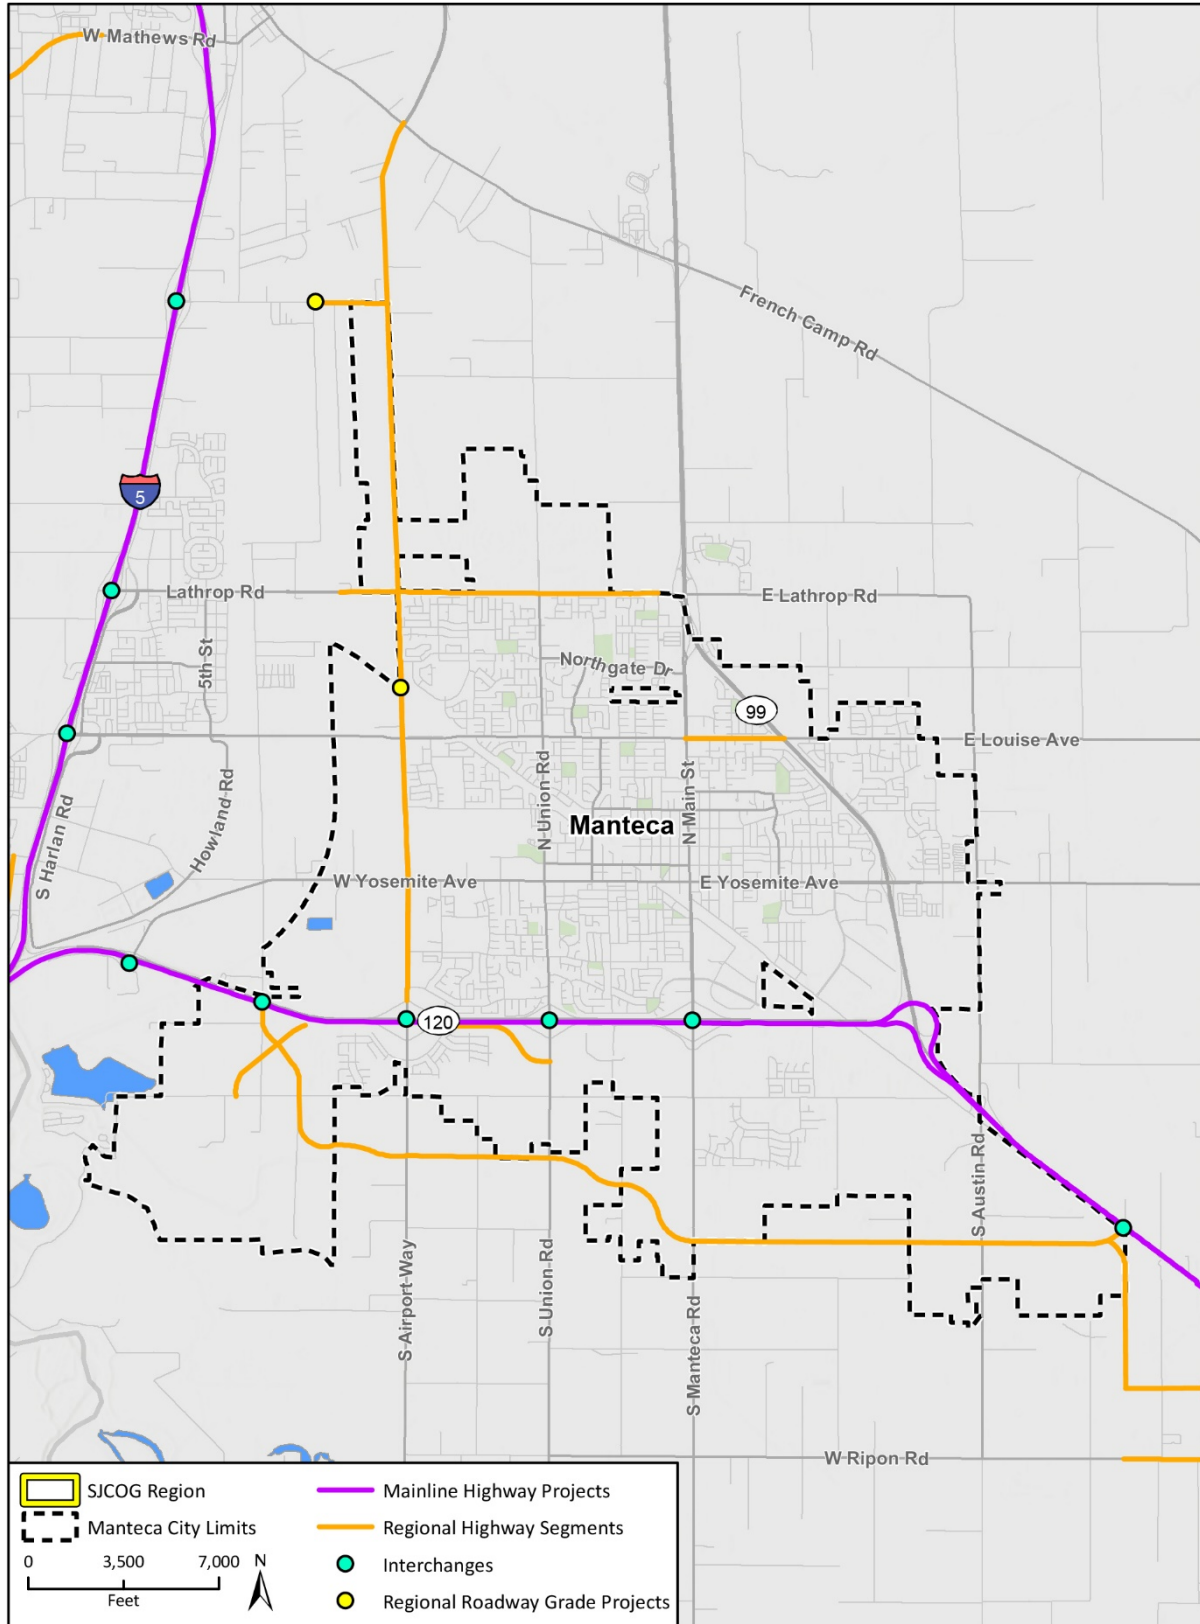 W Mathews Rd
French Camp Rd
5
Lathrop Rd
E Lathrop Rd
5th St
Northgate Dr
99
E Louise Ave
N Union Rd
N Main St
S Harlan Rd
Howland Rd
Manteca
W Yosemite Ave
E Yosemite Ave
120
S Austin Rd
S Airport Way
S Union Rd
S Manteca Rd
W Ripon Rd
SJCOG Region
Manteca City Limits
0 3,500 7,000
Feet
N
Mainline Highway Projects
Regional Highway Segments
Interchanges
Regional Roadway Grade Projects